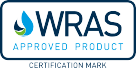 WRAS
APPROVED PRODUCT
CERTIFICATION MARK